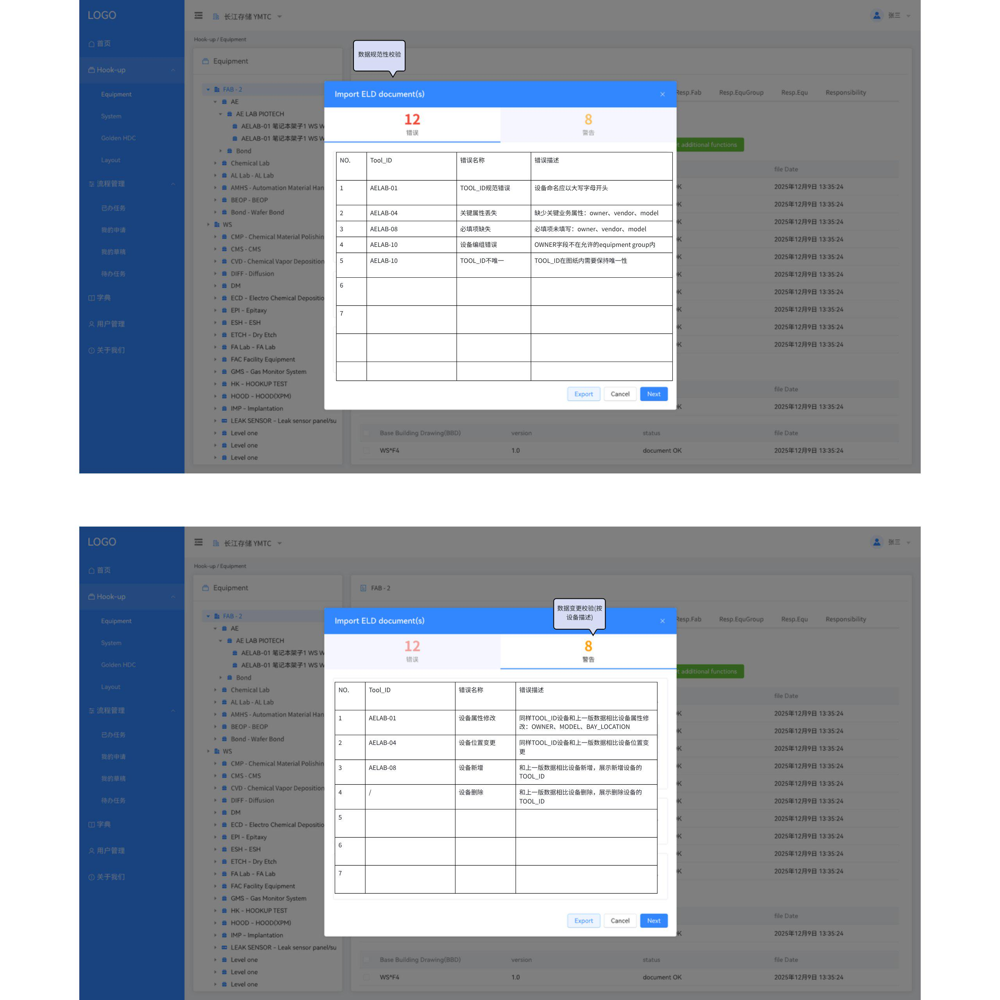 LOGO
长江存储 YMTC
张三
首页
Hook-up / Equipment
数据规范性校验
Equipment
Hook-up
Equipment
System
Golden HDC
Layout
流程管理
已办任务
我的申请
我的草稿
待办任务
字典
用户管理
关于我们
FAB - 2
AE
AE LAB PIOTECH
AELAB-01 笔记本架子1 WS W
AELAB-01 笔记本架子1 WS W
Bond
Chemical Lab
AL Lab - AL Lab
AMHS - Automation Material Han
BEOP - BEOP
Bond - Wafer Bond
WS
CMP - Chemical Material Polishin
CMS - CMS
CVD - Chemical Vapor Deposition
DIFF - Diffusion
DM
ECD - Electro Chemical Depositio
EPI - Epitaxy
ESH - ESH
ETCH - Dry Etch
FA Lab - FA Lab
FAC Facility Equipment
GMS - Gas Monitor System
HK - HOOKUP TEST
HOOD - HOOD(XPM)
IMP - Implantation
LEAK SENSOR - Leak sensor panel/su
Level one
Level one
Level one
Import ELD document(s)
12
错误
8
警告
NO. Tool_ID 错误名称 错误描述
1 AELAB-01 TOOL_ID规范错误 设备命名应以大写字母开头
2 AELAB-04 关键属性丢失 缺少关键业务属性：owner、vendor、model
3 AELAB-08 必填项缺失 必填项未填写：owner、vendor、model
4 AELAB-10 设备编组错误 OWNER字段不在允许的equipment group内
5 AELAB-10 TOOL_ID不唯一 TOOL_ID在图纸内需要保持唯一性
6
7
Export Cancel Next
Resp.Fab Resp.EquGroup Resp.Equ Responsibility
t additional functions
file Date
OK 2025年12月9日 13:35:24
OK 2025年12月9日 13:35:24
OK 2025年12月9日 13:35:24
OK 2025年12月9日 13:35:24
OK 2025年12月9日 13:35:24
OK 2025年12月9日 13:35:24
OK 2025年12月9日 13:35:24
OK 2025年12月9日 13:35:24
OK 2025年12月9日 13:35:24
OK 2025年12月9日 13:35:24
file Date
OK 2025年12月9日 13:35:24
Base Building Drawing(BBD) version status file Date
WS^F4 1.0 document OK 2025年12月9日 13:35:24
LOGO
长江存储 YMTC
张三
首页
Hook-up / Equipment
Equipment
FAB - 2
Hook-up
Equipment
System
Golden HDC
Layout
流程管理
已办任务
我的申请
我的草稿
待办任务
字典
用户管理
关于我们
FAB - 2
AE
AE LAB PIOTECH
AELAB-01 笔记本架子1 WS W
AELAB-01 笔记本架子1 WS W
Bond
Chemical Lab
AL Lab - AL Lab
AMHS - Automation Material Han
BEOP - BEOP
Bond - Wafer Bond
WS
CMP - Chemical Material Polishin
CMS - CMS
CVD - Chemical Vapor Deposition
DIFF - Diffusion
DM
ECD - Electro Chemical Depositio
EPI - Epitaxy
ESH - ESH
ETCH - Dry Etch
FA Lab - FA Lab
FAC Facility Equipment
GMS - Gas Monitor System
HK - HOOKUP TEST
HOOD - HOOD(XPM)
IMP - Implantation
LEAK SENSOR - Leak sensor panel/su
Level one
Level one
Level one
数据变更校验(按
设备描述)
Import ELD document(s)
12
错误
8
警告
NO. Tool_ID 错误名称 错误描述
1 AELAB-01 设备属性修改 同样TOOL_ID设备和上一版数据相比设备属性修
改：OWNER、MODEL、BAY_LOCATION
2 AELAB-04 设备位置变更 同样TOOL_ID设备和上一版数据相比设备位置变
更
3 AELAB-08 设备新增 和上一版数据相比设备新增，展示新增设备的
TOOL_ID
4 / 设备删除 和上一版数据相比设备删除，展示删除设备的
TOOL_ID
5
6
7
Export Cancel Next
Resp.Fab Resp.EquGroup Resp.Equ Responsibility
t additional functions
file Date
OK 2025年12月9日 13:35:24
OK 2025年12月9日 13:35:24
OK 2025年12月9日 13:35:24
OK 2025年12月9日 13:35:24
OK 2025年12月9日 13:35:24
OK 2025年12月9日 13:35:24
OK 2025年12月9日 13:35:24
OK 2025年12月9日 13:35:24
OK 2025年12月9日 13:35:24
OK 2025年12月9日 13:35:24
file Date
OK 2025年12月9日 13:35:24
Base Building Drawing(BBD) version status file Date
WS^F4 1.0 document OK 2025年12月9日 13:35:24